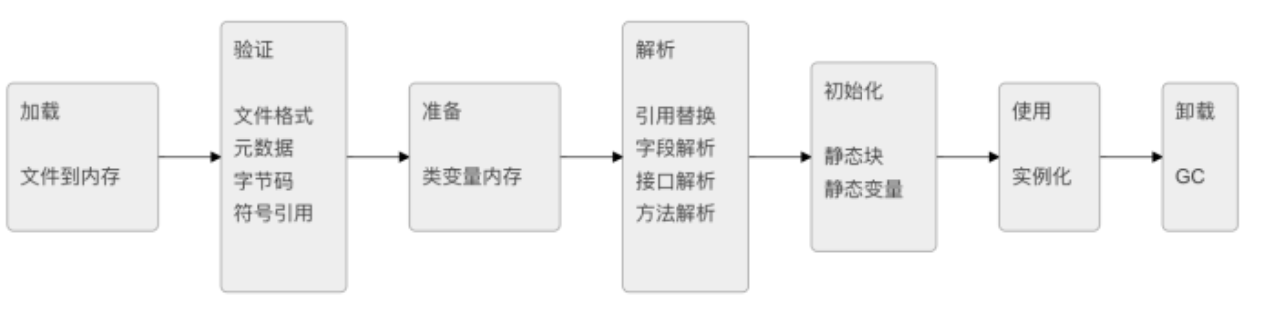 加载
文件到内存
验证
文件格式
元数据
字节码
符号引用
准备
类变量内存
解析
引用替换
字段解析
接口解析
方法解析
初始化
静态块
静态变量
使用
实例化
卸载
GC